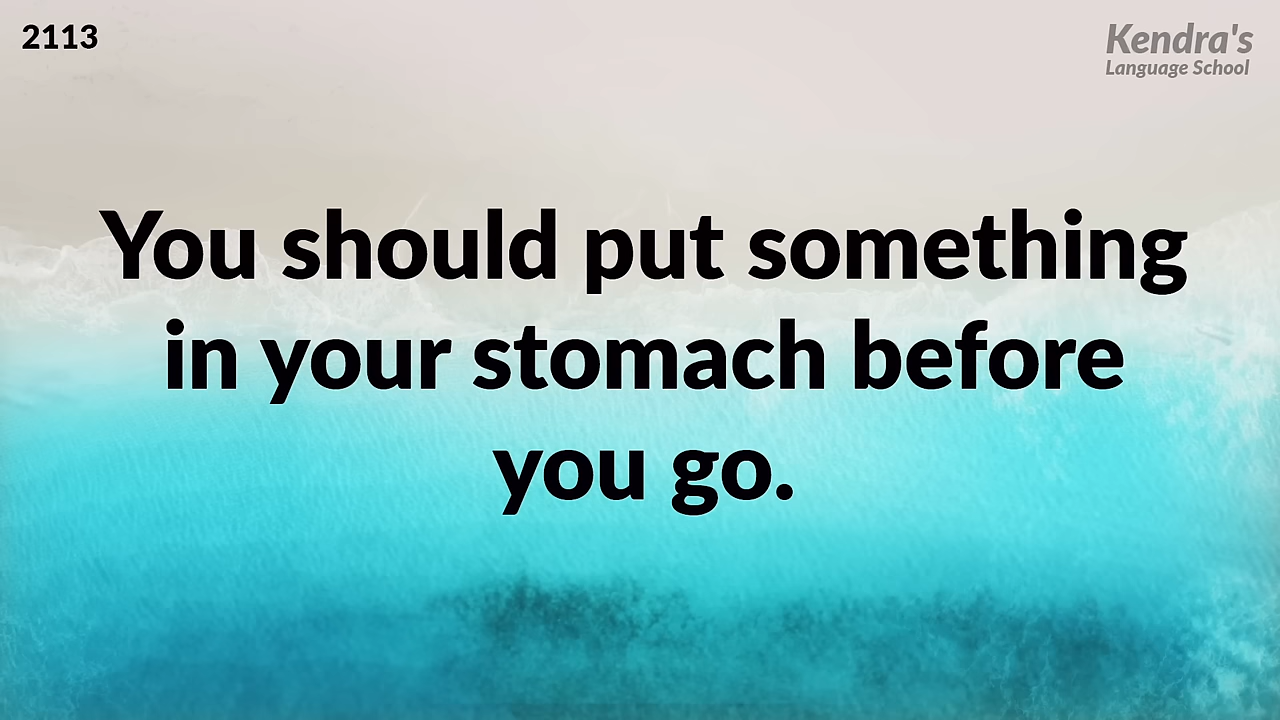 2113
Kendra's
Language School
You should put something
in your stomach before
you go.